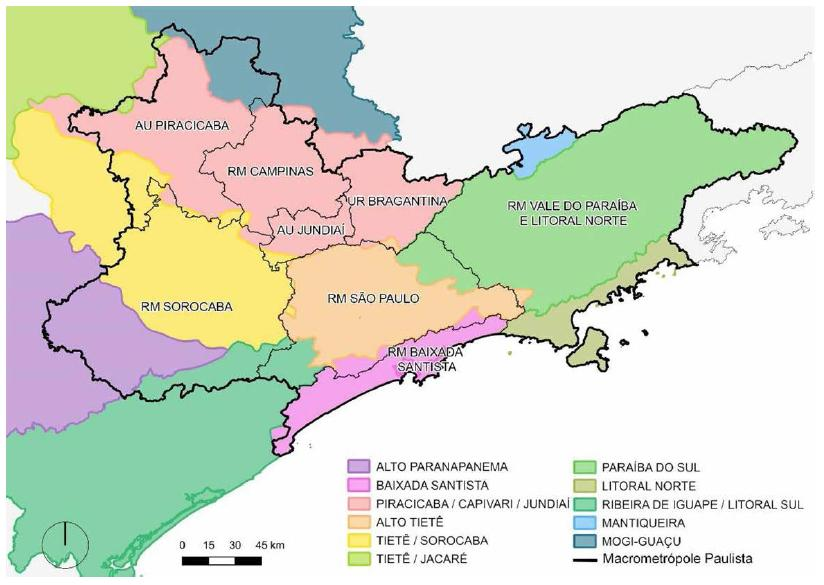 AU PIRACICABA
RM CAMPINAS
UR BRAGANTINA
RM VALE DO PARAÍBA
E LITORAL NORTE
AU JUNDIAÍ
RM SOROCABA
RM SÃO PAULO
RM BAIXADA
SANTISTA
ALTO PARANAPANEMA
BAIXADA SANTISTA
PIRACICABA / CAPIVARI / JUNDIAÍ
ALTO TIETÊ
TIETÊ / SOROCABA
TIETÊ / JACARÉ
PARAÍBA DO SUL
LITORAL NORTE
RIBEIRA DE IGUAPE / LITORAL SUL
MANTIQUEIRA
MOGI-GUAÇU
Macrometrópole Paulista
0 15 30 45 km